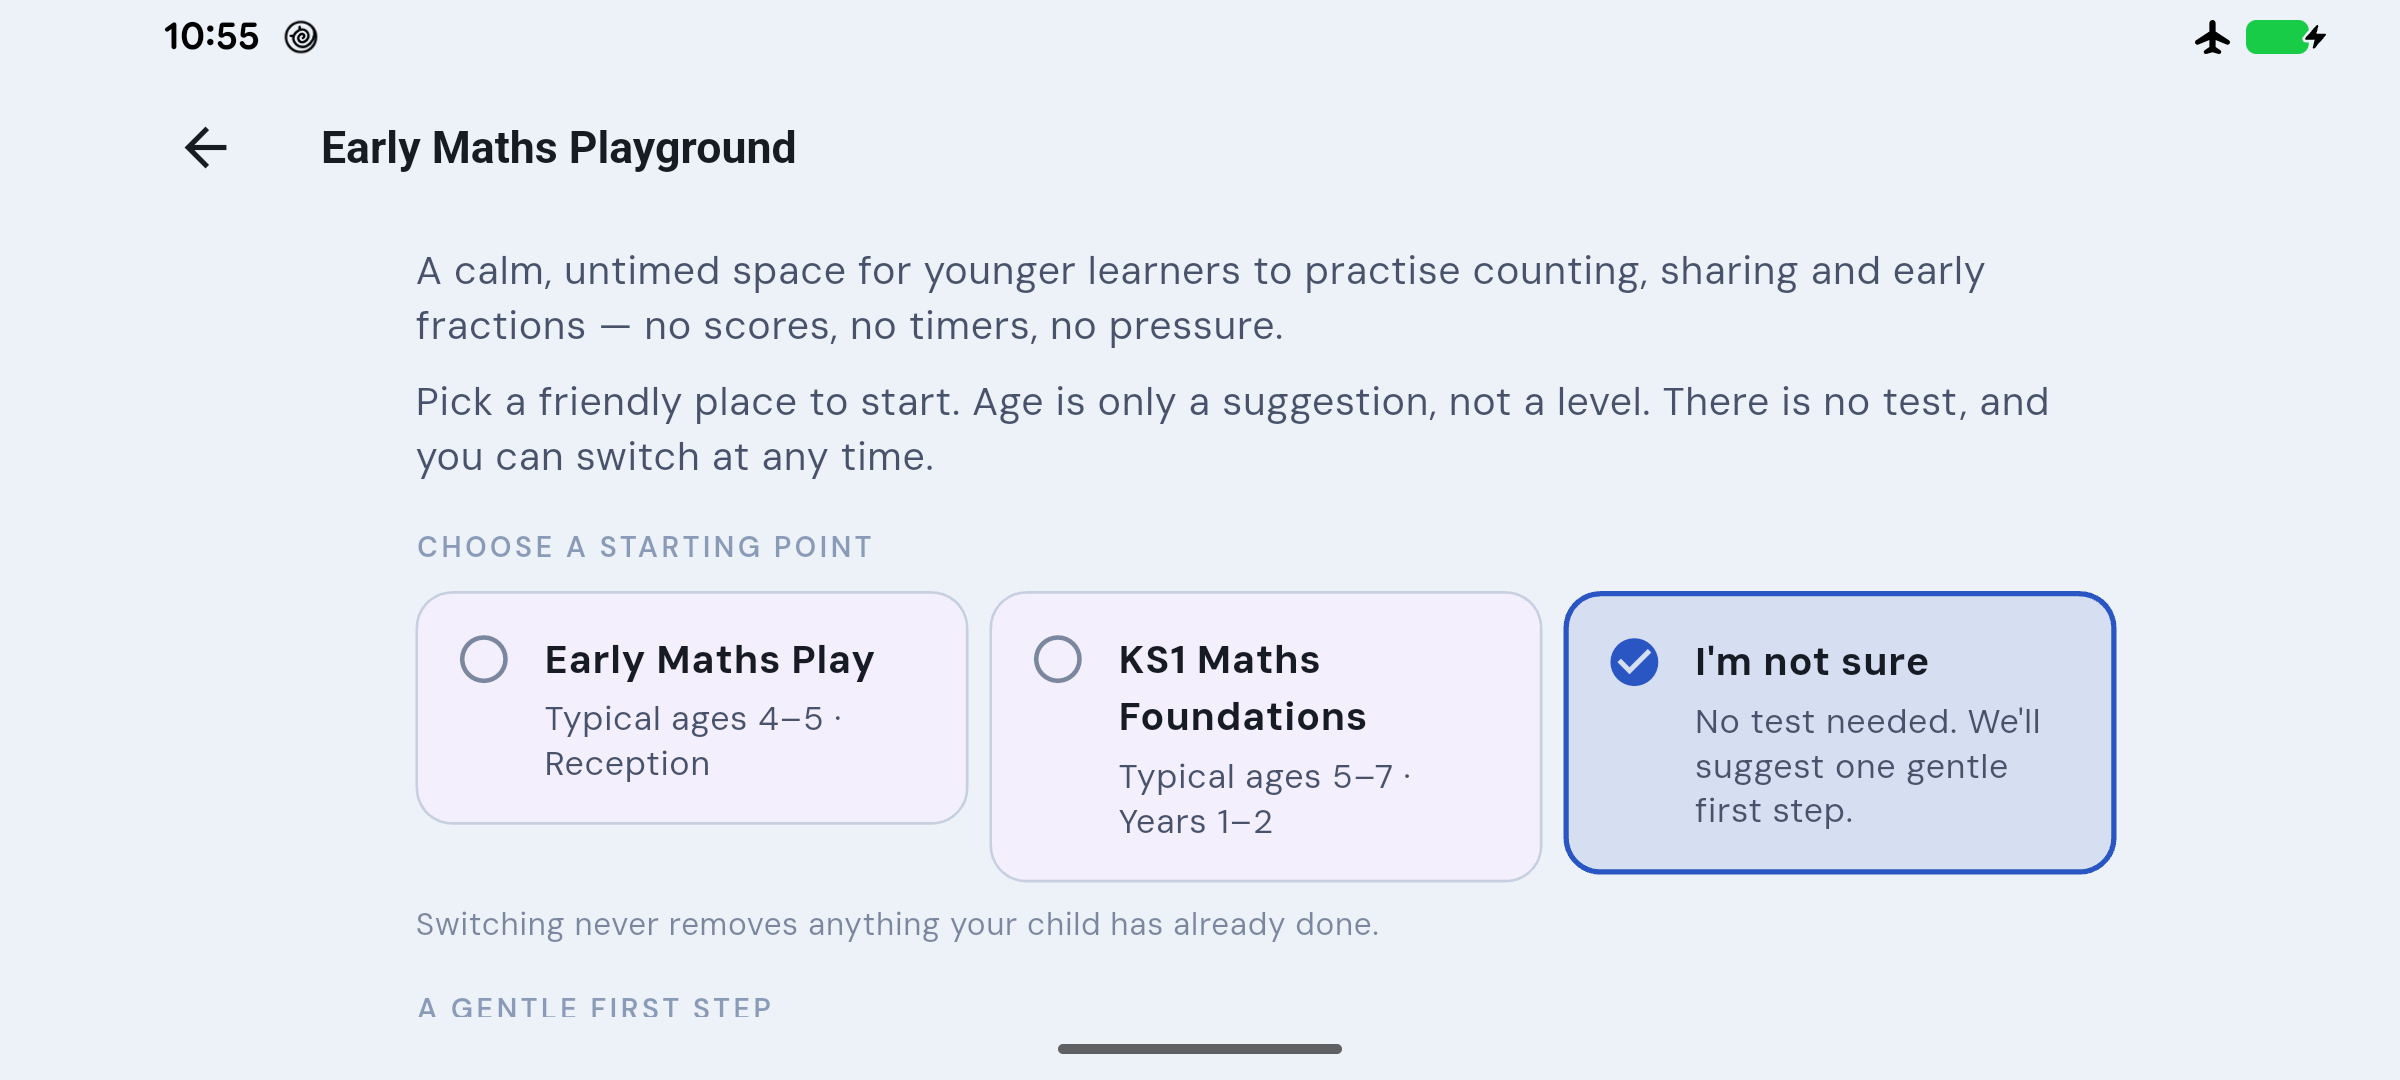 10:55
Early Maths Playground
A calm, untimed space for younger learners to practise counting, sharing and early
fractions — no scores, no timers, no pressure.
Pick a friendly place to start. Age is only a suggestion, not a level. There is no test, and
you can switch at any time.
CHOOSE A STARTING POINT
Early Maths Play
Typical ages 4–5 ·
Reception
KS1 Maths
Foundations
Typical ages 5–7 ·
Years 1–2
I'm not sure
No test needed. We'll
suggest one gentle
first step.
Switching never removes anything your child has already done.
A GENTLE FIRST STEP